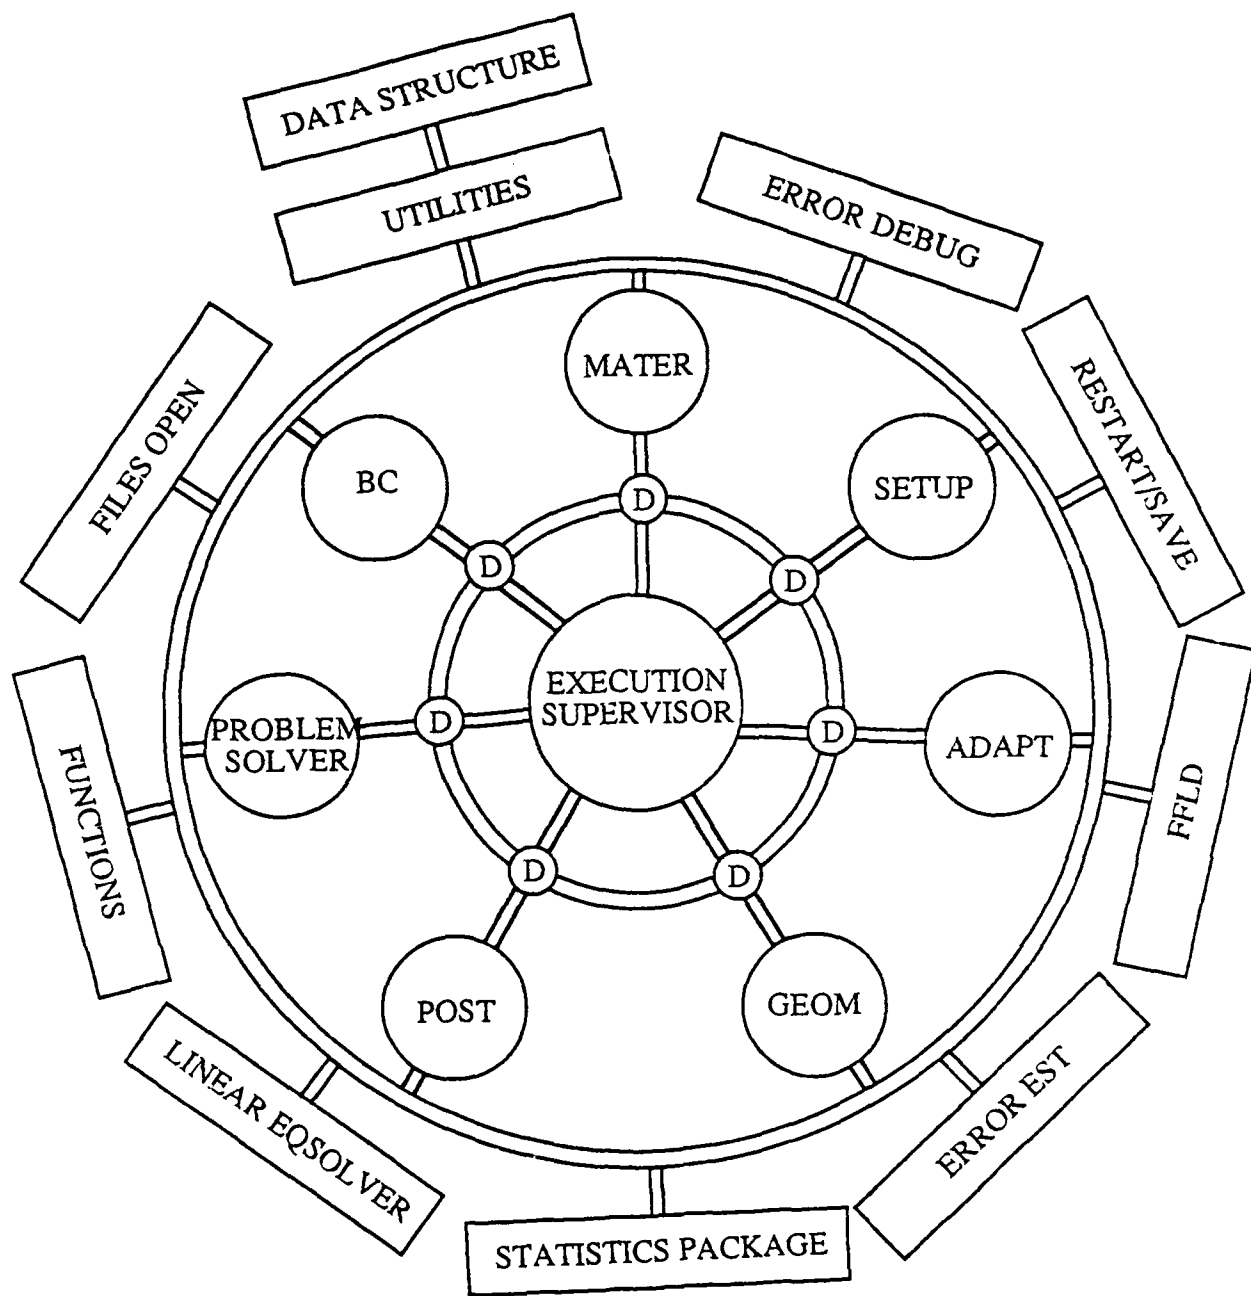 DATA STRUCTURE
UTILITIES
ERROR DEBUG
MATER
RESTART/SAVE
FILES OPEN
BC
SETUP
D
D
D
EXECUTION
SUPERVISOR
PROBLEM
SOLVER
D
D
ADAPT
FUNCTIONS
FFLD
D
D
POST
GEOM
LINEAR EQSOLVER
ERROR EST
STATISTICS PACKAGE